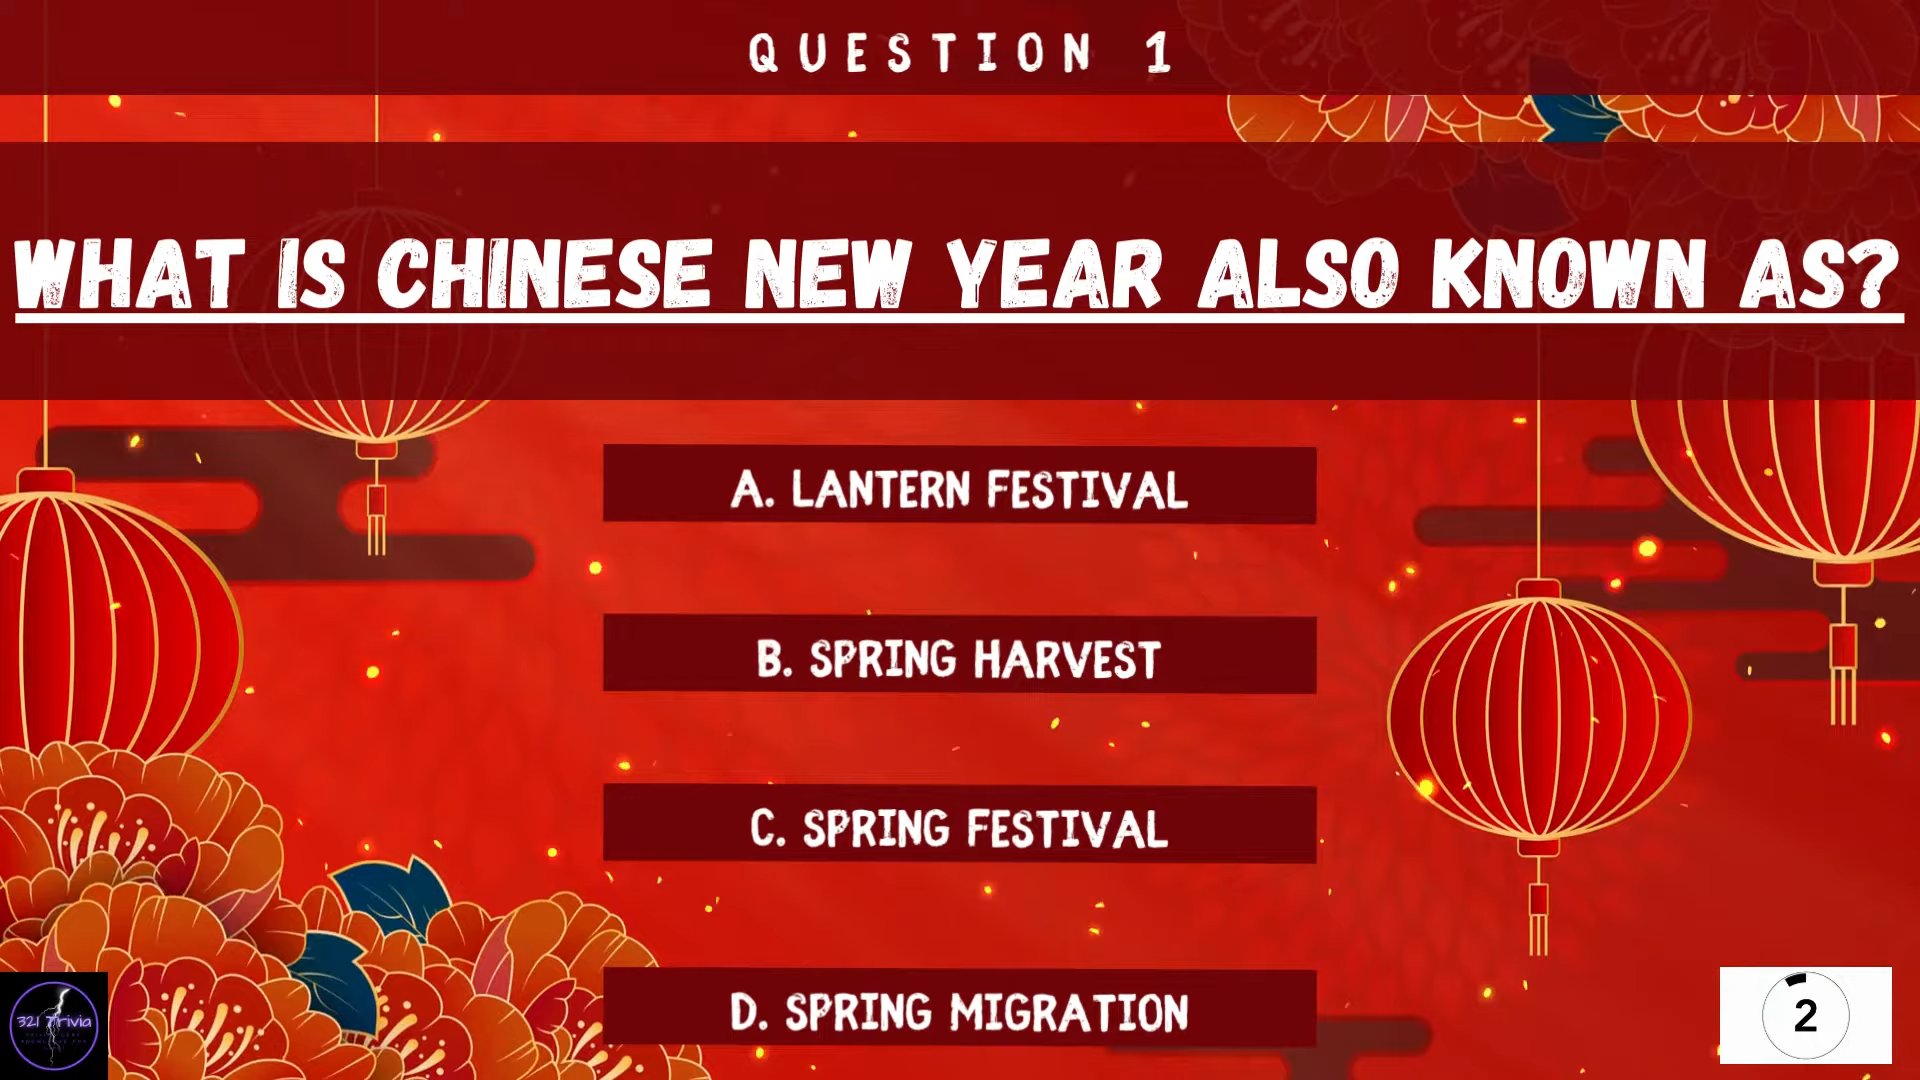 QUESTION 1
WHAT IS CHINESE NEW YEAR ALSO KNOWN AS?
A. LANTERN FESTIVAL
B. SPRING HARVEST
C. SPRING FESTIVAL
D. SPRING MIGRATION
321 Trivia
2